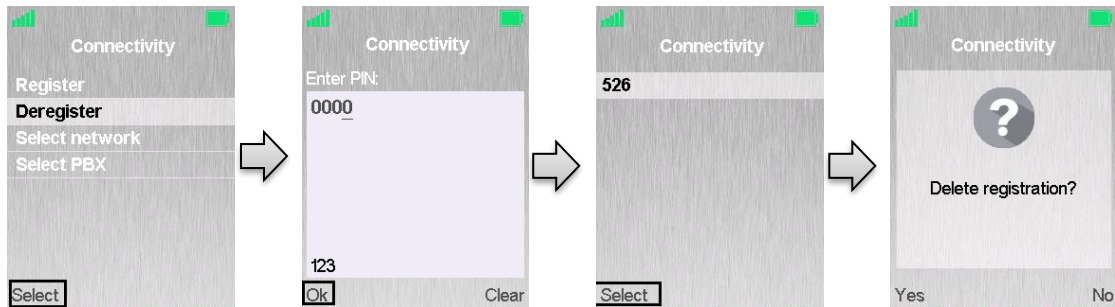 Connectivity
Register
Deregister
Select network
Select PBX
Select
Connectivity
Enter PIN:
0000
123
Ok Clear
Connectivity
526
Select
Connectivity
?
Delete registration?
Yes No